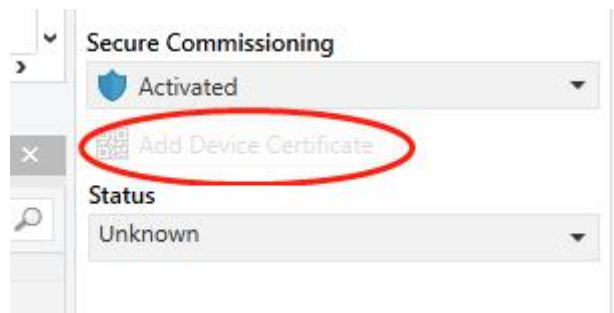 Secure Commissioning
Activated
Add Device Certificate
Status
Unknown